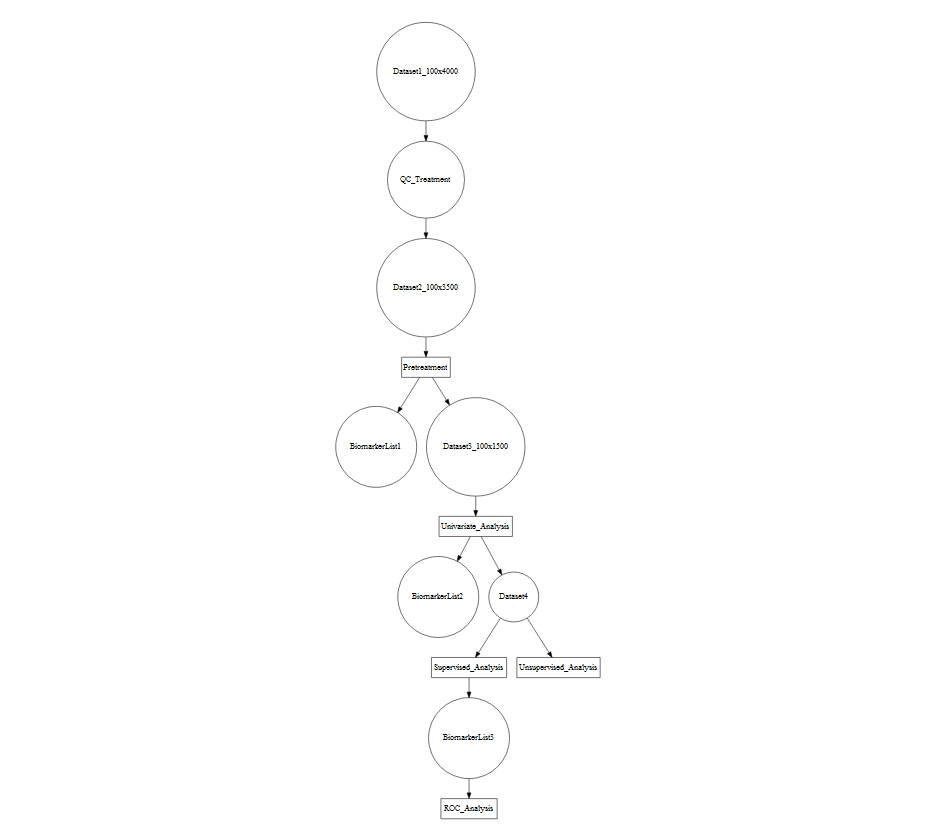 Dataset1_100x4000
QC_Treatment
Dataset2_100x3500
Pretreatment
BiomarkerList1
Dataset3_100x1500
Univariate_Analysis
BiomarkerList2
Dataset4
Supervised_Analysis
Unsupervised_Analysis
BiomarkerList3
ROC_Analysis